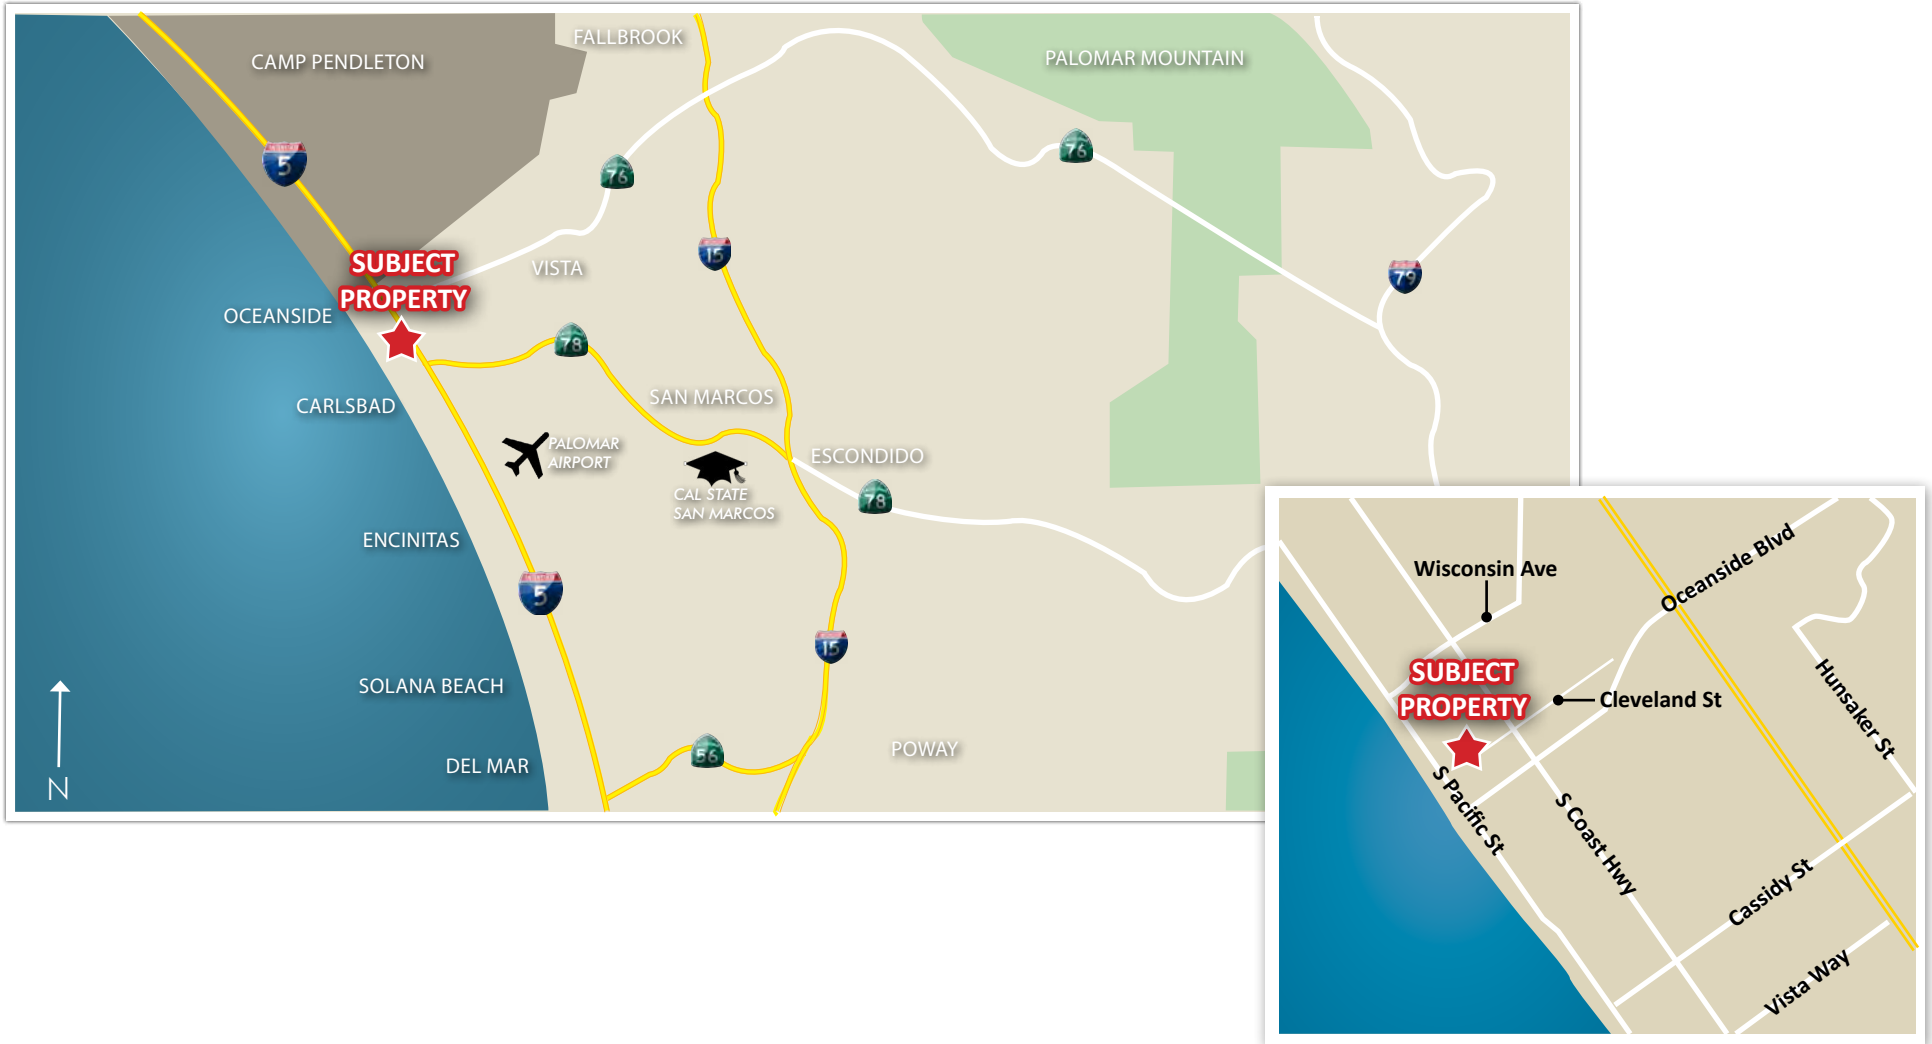 FALLBROOK
CAMP PENDLETON
PALOMAR MOUNTAIN
5
76
76
15
79
VISTA
SUBJECT
PROPERTY
OCEANSIDE
78
SAN MARCOS
CARLSBAD
PALOMAR
AIRPORT
ESCONDIDO
CAL STATE
SAN MARCOS
78
ENCINITAS
5
15
SOLANA BEACH
56
POWAY
DEL MAR
N
Oceanside Blvd
Wisconsin Ave
SUBJECT
PROPERTY
Cleveland St
Hunsaker St
S Pacific St
S Coast Hwy
Cassidy St
Vista Way